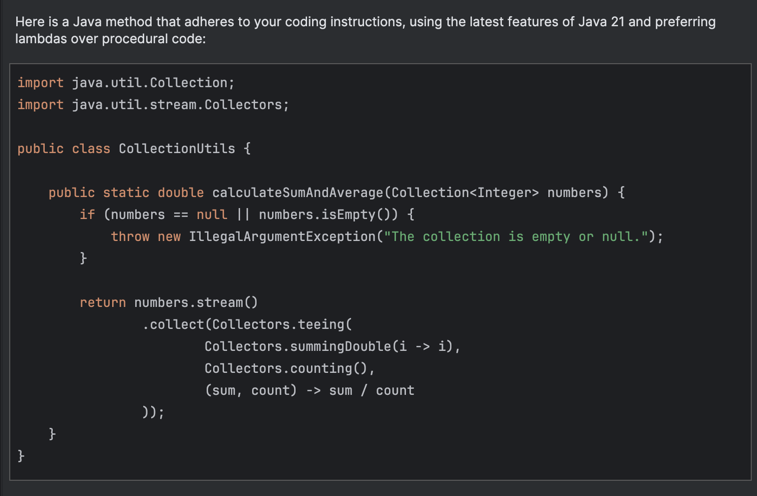 Here is a Java method that adheres to your coding instructions, using the latest features of Java 21 and preferring
lambdas over procedural code:
import java.util.Collection;
import java.util.stream.Collectors;
public class CollectionUtils {
    public static double calculateSumAndAverage(Collection<Integer> numbers) {
        if (numbers == null || numbers.isEmpty()) {
            throw new IllegalArgumentException("The collection is empty or null.");
        }
        return numbers.stream()
                .collect(Collectors.teeing(
                        Collectors.summingDouble(i -> i),
                        Collectors.counting(),
                        (sum, count) -> sum / count
                ));
    }
}